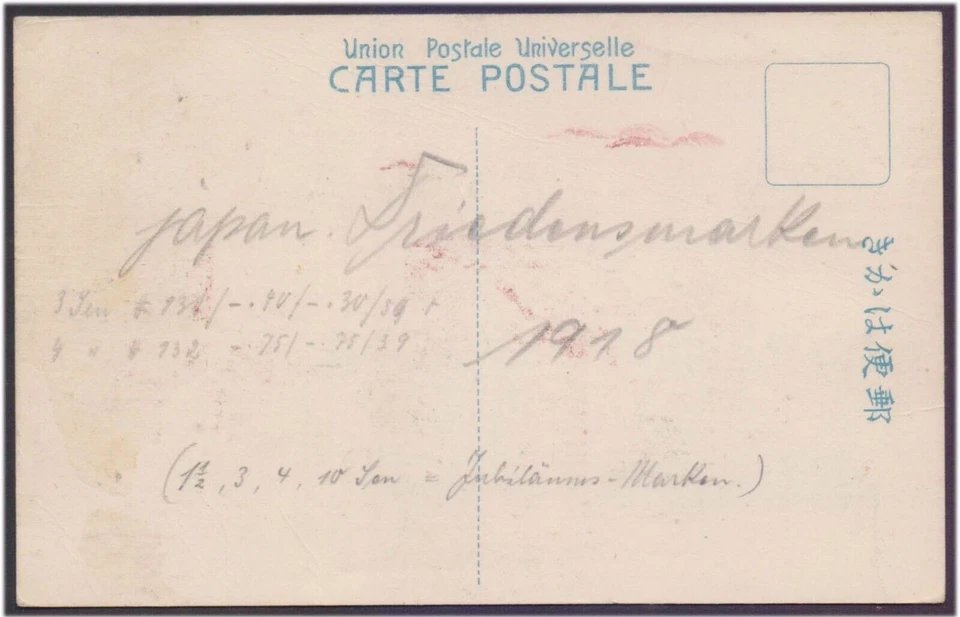 Union Postale Universelle
CARTE POSTALE
きがは便郵
japan. Friedensmarken
1918
3 Sen # 131/-.40/-.30/59
4 " # 132 -.75/-.75/39
(1½, 3, 4, 10 Sen = Jubiläums-Marken.)